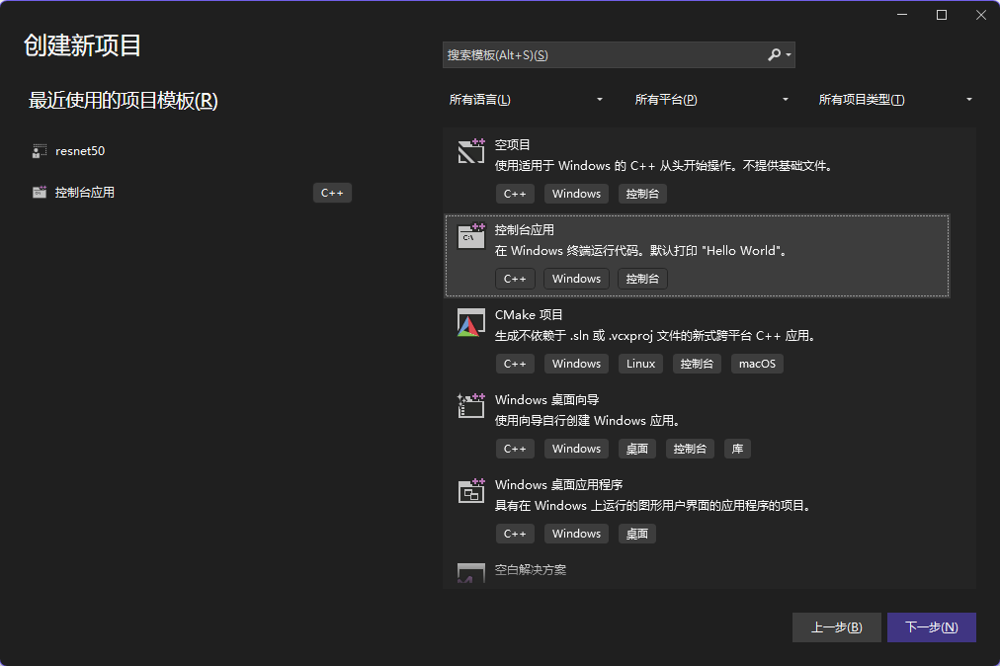 创建新项目
搜索模板(Alt+S)(S)
最近使用的项目模板(R)
所有语言(L)
所有平台(P)
所有项目类型(T)
resnet50
控制台应用
C++
空项目
使用适用于 Windows 的 C++ 从头开始操作。不提供基础文件。
C++ Windows 控制台
C:\
控制台应用
在 Windows 终端运行代码。默认打印 "Hello World"。
C++ Windows 控制台
CMake 项目
生成不依赖于 .sln 或 .vcxproj 文件的新式跨平台 C++ 应用。
C++ Windows Linux 控制台 macOS
Windows 桌面向导
使用向导自行创建 Windows 应用。
C++ Windows 桌面 控制台 库
Windows 桌面应用程序
具有在 Windows 上运行的图形用户界面的应用程序的项目。
C++ Windows 桌面
空白解决方案
上一步(B)
下一步(N)